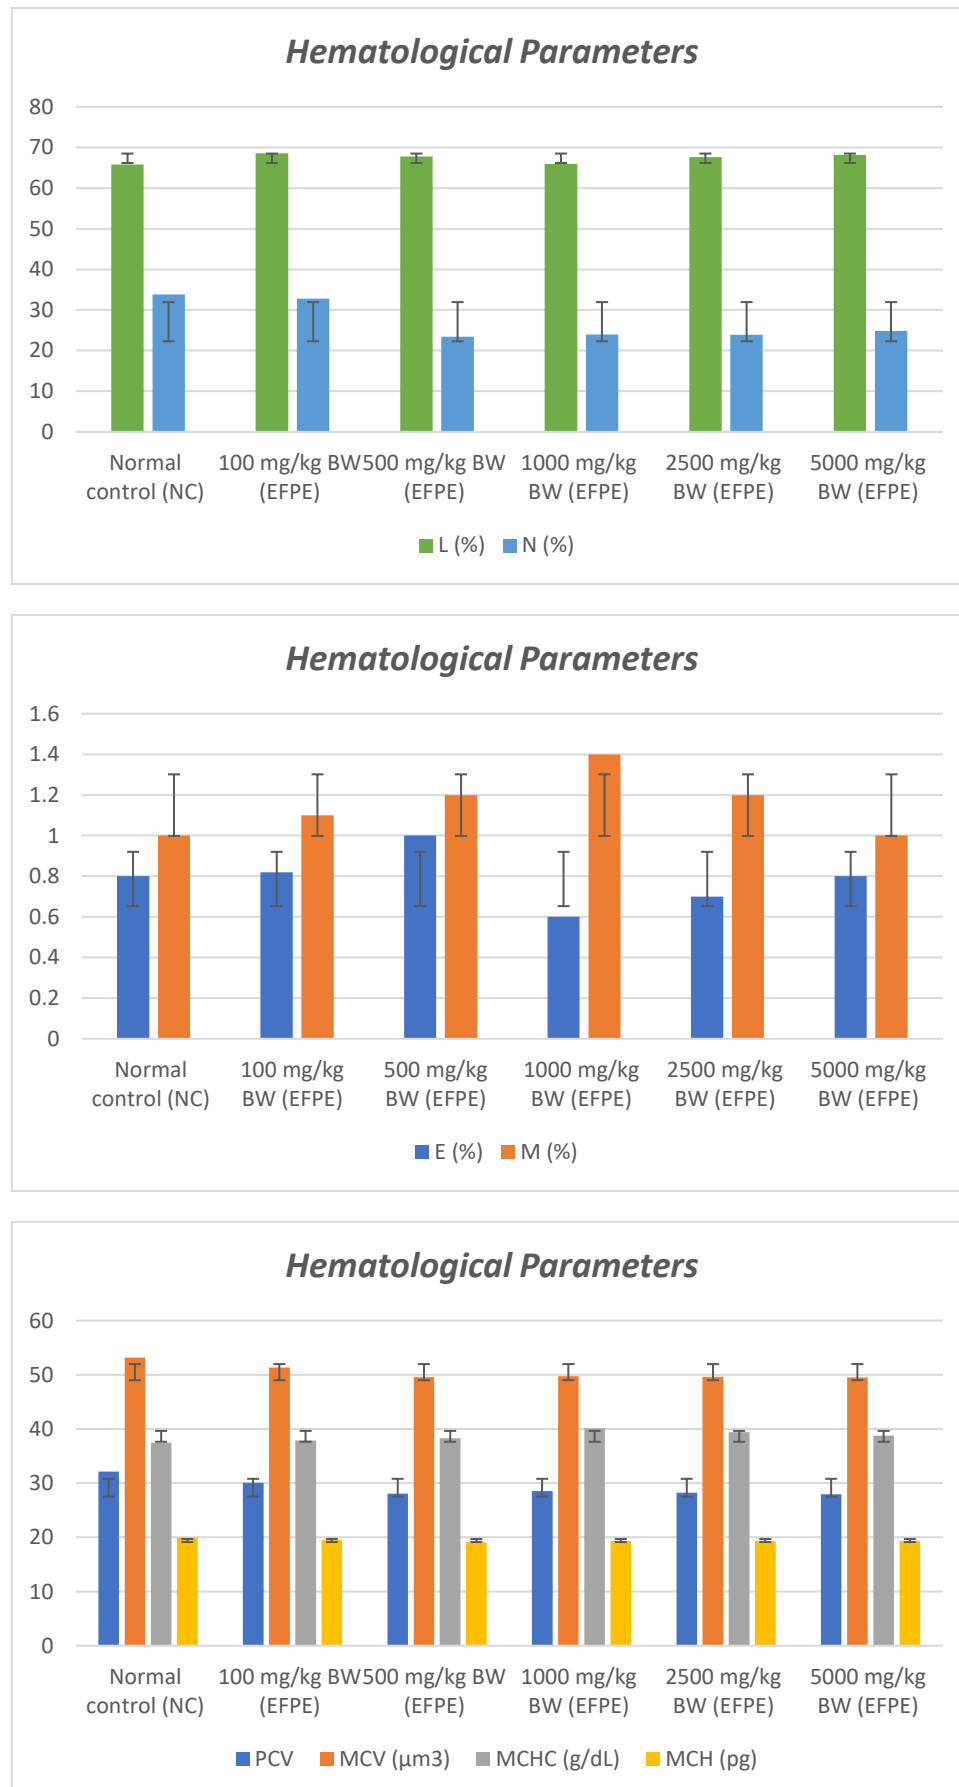 Hematological Parameters
80
70
60
50
40
30
20
10
0
Normal control (NC)
100 mg/kg BW (EFPE)
500 mg/kg BW (EFPE)
1000 mg/kg BW (EFPE)
2500 mg/kg BW (EFPE)
5000 mg/kg BW (EFPE)
L (%) N (%)
Hematological Parameters
1.6
1.4
1.2
1
0.8
0.6
0.4
0.2
0
Normal control (NC)
100 mg/kg BW (EFPE)
500 mg/kg BW (EFPE)
1000 mg/kg BW (EFPE)
2500 mg/kg BW (EFPE)
5000 mg/kg BW (EFPE)
E (%) M (%)
Hematological Parameters
60
50
40
30
20
10
0
Normal control (NC)
100 mg/kg BW (EFPE)
500 mg/kg BW (EFPE)
1000 mg/kg BW (EFPE)
2500 mg/kg BW (EFPE)
5000 mg/kg BW (EFPE)
PCV MCV (µm3) MCHC (g/dL) MCH (pg)